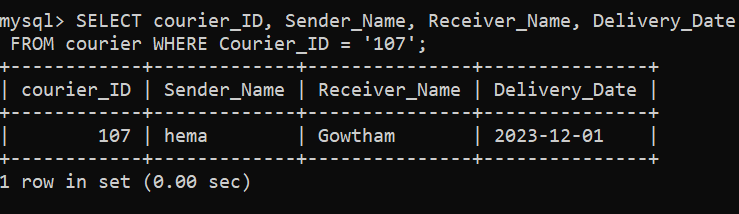 mysql> SELECT courier_ID, Sender_Name, Receiver_Name, Delivery_Date
 FROM courier WHERE Courier_ID = '107';
+------------+-------------+---------------+---------------+
| courier_ID | Sender_Name | Receiver_Name | Delivery_Date |
+------------+-------------+---------------+---------------+
|        107 | hema        | Gowtham       | 2023-12-01    |
+------------+-------------+---------------+---------------+
1 row in set (0.00 sec)